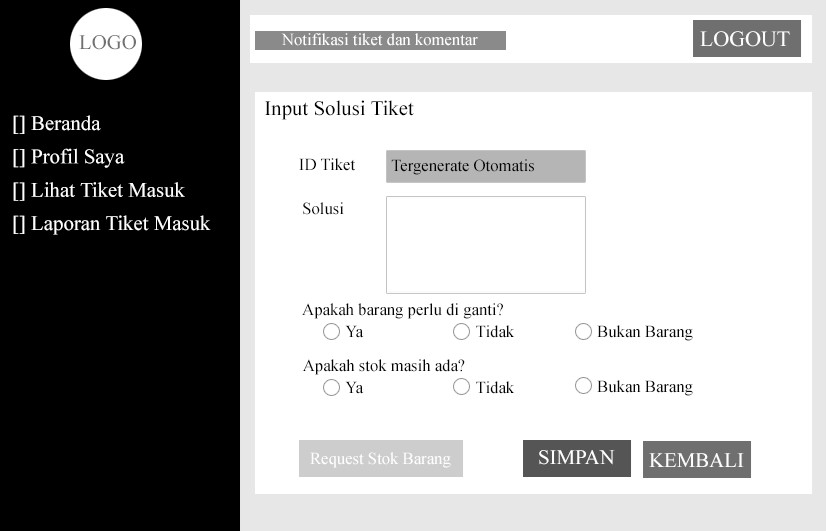 LOGO
[] Beranda
[] Profil Saya
[] Lihat Tiket Masuk
[] Laporan Tiket Masuk
Notifikasi tiket dan komentar
LOGOUT
Input Solusi Tiket
ID Tiket Tergenerate Otomatis
Solusi
Apakah barang perlu di ganti?
Ya Tidak Bukan Barang
Apakah stok masih ada?
Ya Tidak Bukan Barang
Request Stok Barang SIMPAN KEMBALI